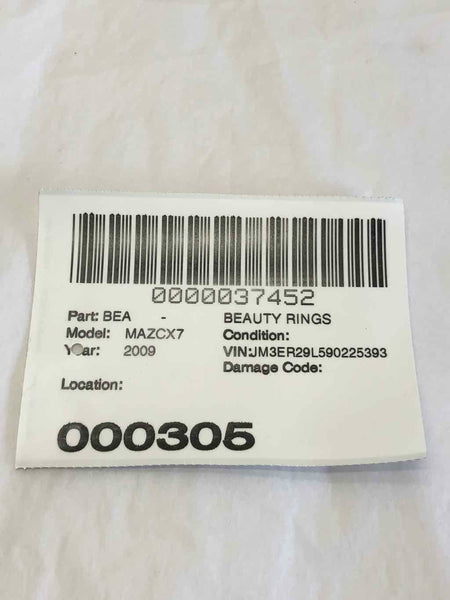 0000037452
Part: BEA - BEAUTY RINGS
Model: MAZCX7 Condition:
Year: 2009 VIN:JM3ER29L590225393
Damage Code:
Location:
000305